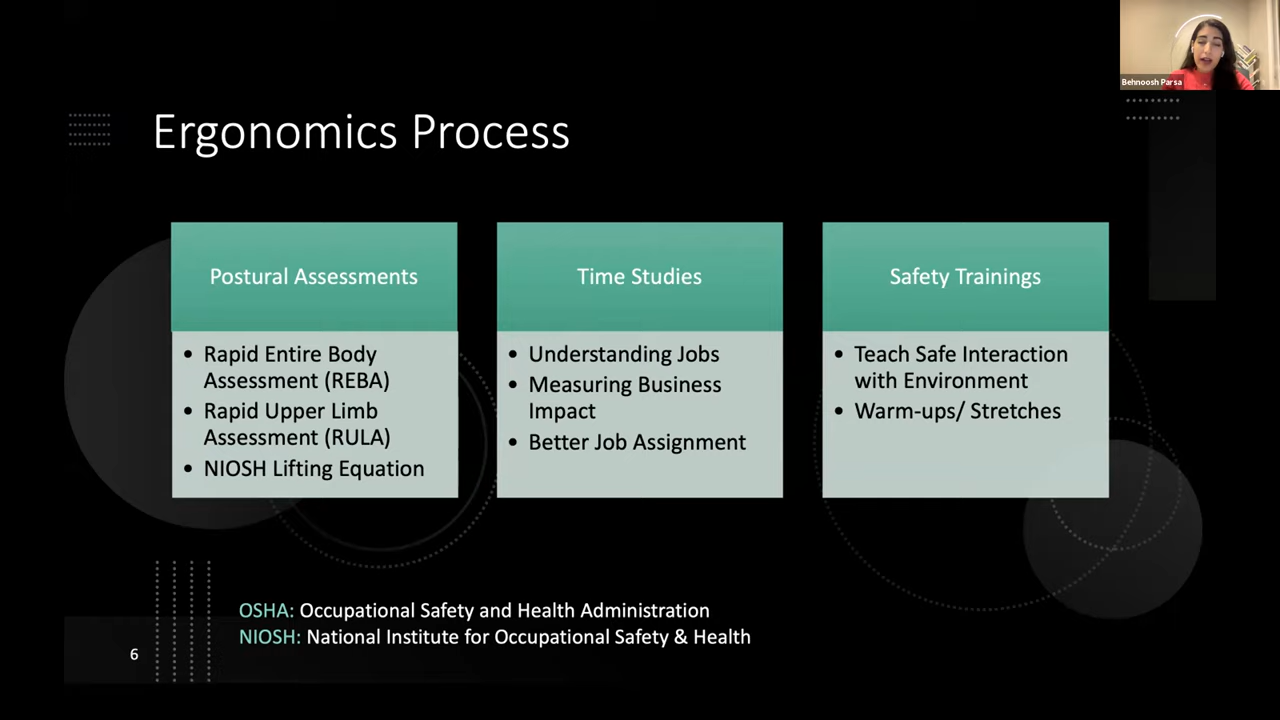 Behnoosh Parsa
Ergonomics Process
Postural Assessments
• Rapid Entire Body
Assessment (REBA)
• Rapid Upper Limb
Assessment (RULA)
• NIOSH Lifting Equation
Time Studies
• Understanding Jobs
• Measuring Business
Impact
• Better Job Assignment
Safety Trainings
• Teach Safe Interaction
with Environment
• Warm-ups/ Stretches
OSHA: Occupational Safety and Health Administration
NIOSH: National Institute for Occupational Safety & Health
6